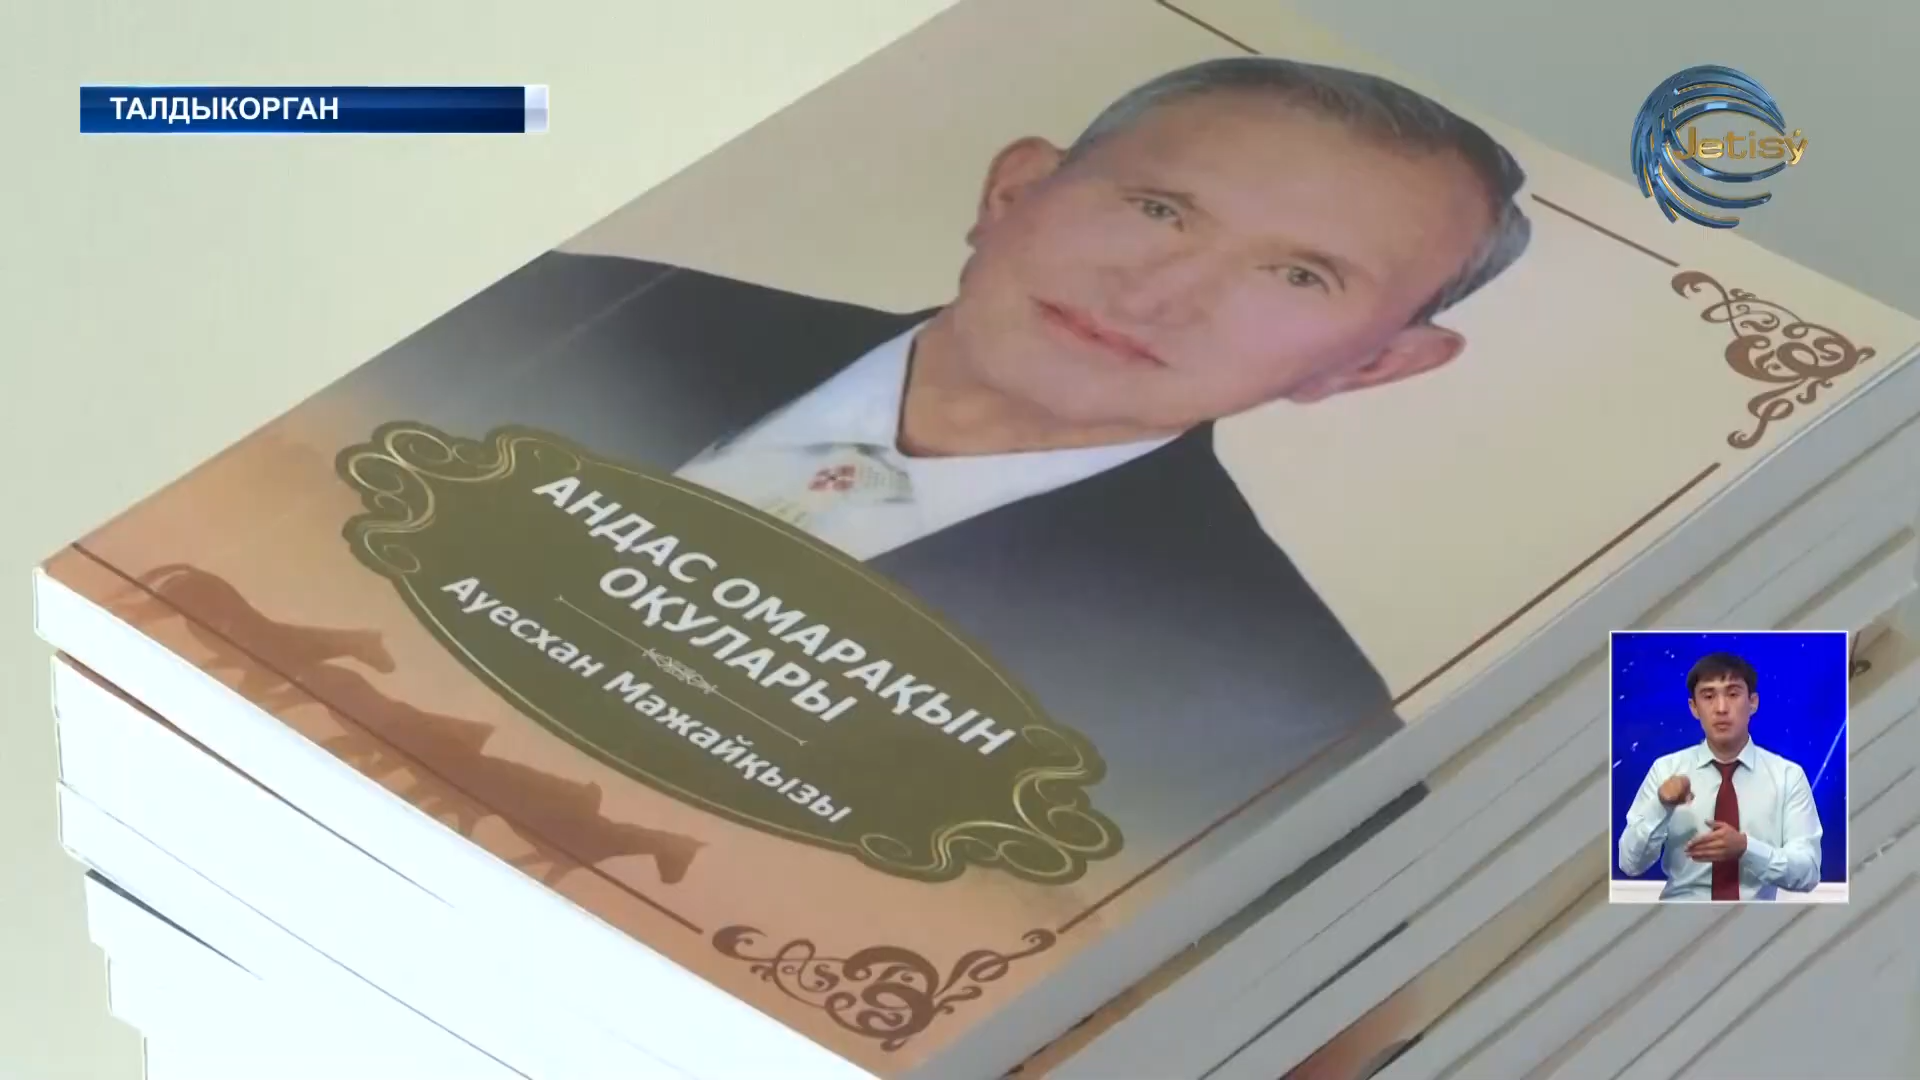 ТАЛДЫКОРГАН
Jetisý
АНДАС ОМАРАҚЫН
ОҚУЛАРЫ
Ауесхан Мажайқызы